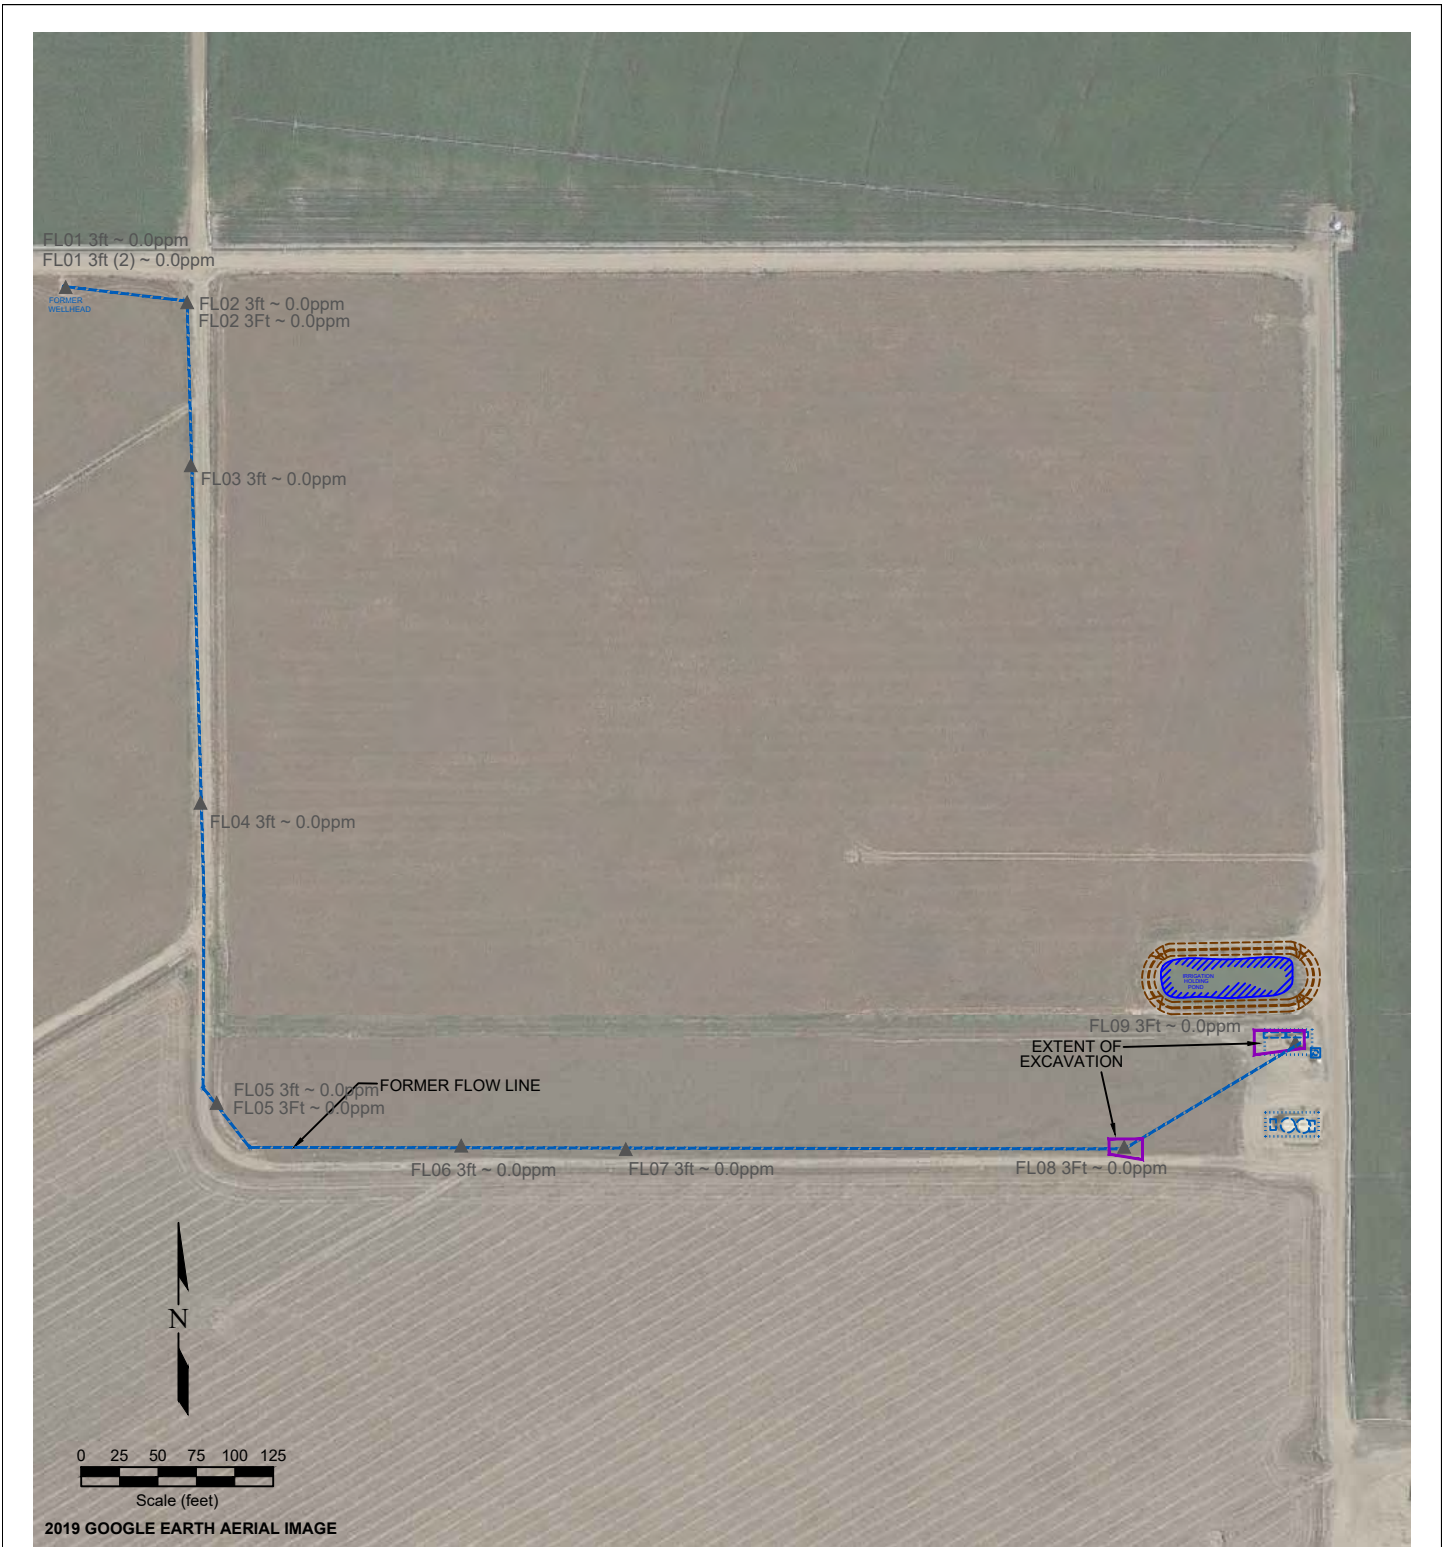 FL01 3ft ~ 0.0ppm
FL01 3ft (2) ~ 0.0ppm
FORMER
WELLHEAD
FL02 3ft ~ 0.0ppm
FL02 3Ft ~ 0.0ppm
FL03 3ft ~ 0.0ppm
FL04 3ft ~ 0.0ppm
IRRIGATION
HOLDING
POND
FL09 3Ft ~ 0.0ppm
EXTENT OF
EXCAVATION
FL05 3ft ~ 0.0ppm
FL05 3Ft ~ 0.0ppm
FORMER FLOW LINE
FL06 3ft ~ 0.0ppm
FL07 3ft ~ 0.0ppm
FL08 3Ft ~ 0.0ppm
N
0 25 50 75 100 125
Scale (feet)
2019 GOOGLE EARTH AERIAL IMAGE